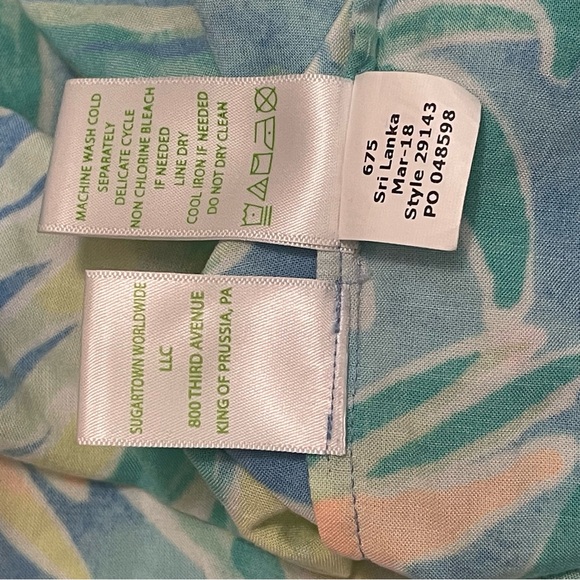 MACHINE WASH COLD
SEPARATELY
DELICATE CYCLE
NON CHLORINE BLEACH
IF NEEDED
LINE DRY
COOL IRON IF NEEDED
DO NOT DRY CLEAN
675
Sri Lanka
Mar-18
Style 29143
PO 048598
SUGARTOWN WORLDWIDE
LLC
800 THIRD AVENUE
KING OF PRUSSIA, PA